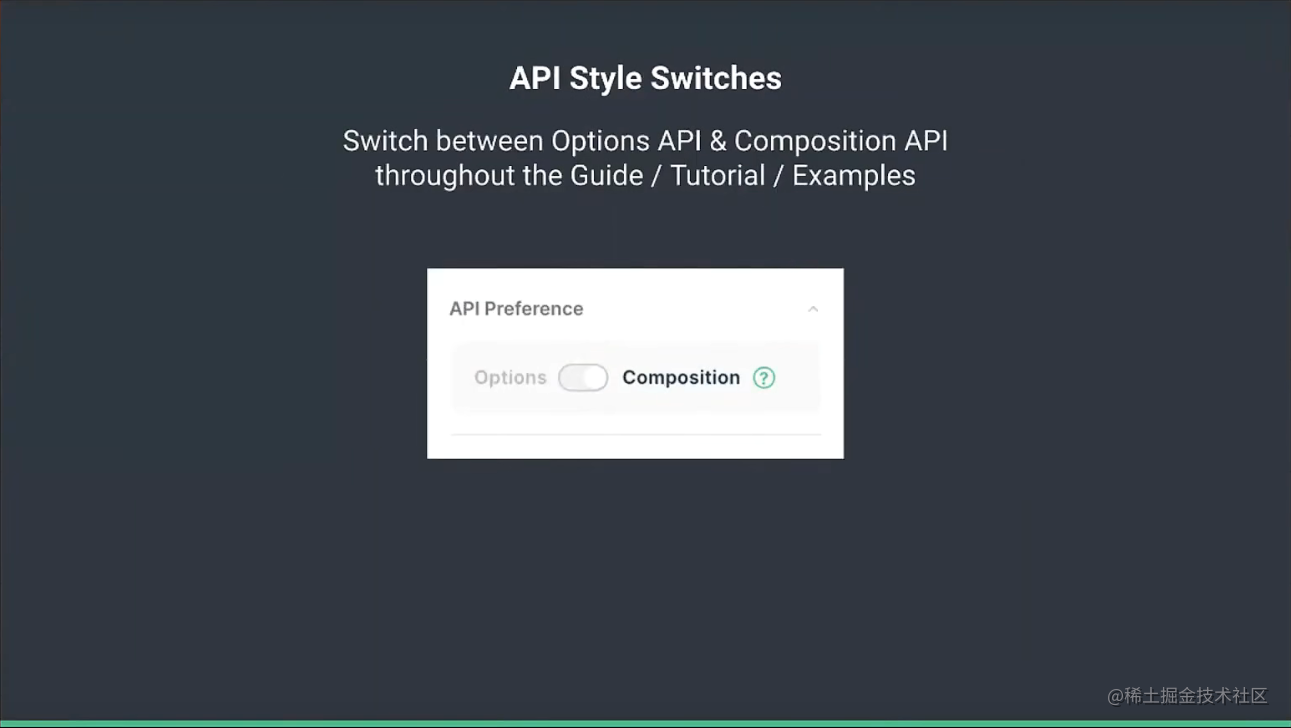 API Style Switches
Switch between Options API & Composition API
throughout the Guide / Tutorial / Examples
API Preference
Options Composition ?
@稀土掘金技术社区